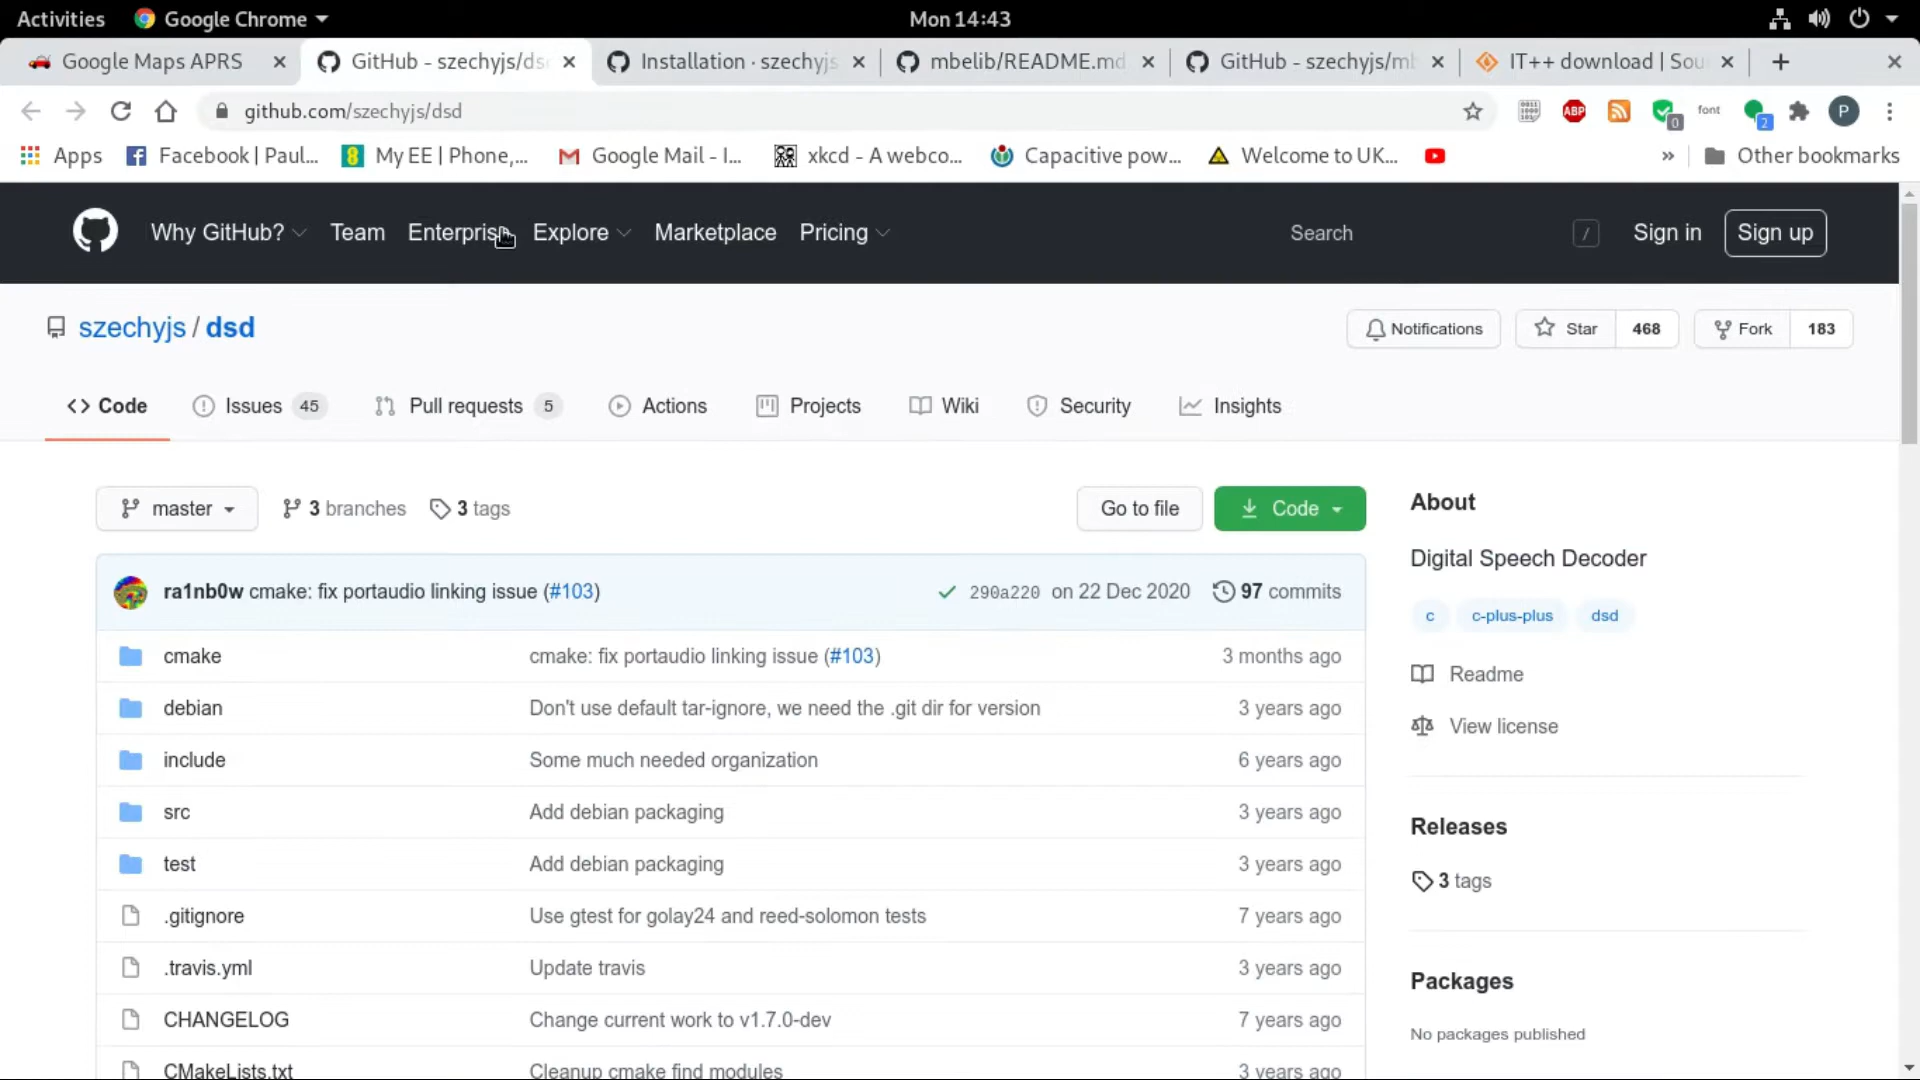 Activities Google Chrome Mon 14:43
Google Maps APRS GitHub - szechyjs/ds Installation · szechyjs mbelib/README.md GitHub - szechyjs/mb IT++ download | Sou
github.com/szechyjs/dsd ABP 0 font 2 P
Apps Facebook | Paul... My EE | Phone,... Google Mail - I... xkcd - A webco... Capacitive pow... Welcome to UK... » Other bookmarks
Why GitHub? Team Enterprise Explore Marketplace Pricing Search / Sign in Sign up
szechyjs / dsd Notifications Star 468 Fork 183
<> Code Issues 45 Pull requests 5 Actions Projects Wiki Security Insights
master 3 branches 3 tags Go to file Code About
Digital Speech Decoder
ra1nb0w cmake: fix portaudio linking issue (#103) 290a220 on 22 Dec 2020 97 commits
c c-plus-plus dsd
cmake cmake: fix portaudio linking issue (#103) 3 months ago
Readme
debian Don't use default tar-ignore, we need the .git dir for version 3 years ago
View license
include Some much needed organization 6 years ago
src Add debian packaging 3 years ago
Releases
test Add debian packaging 3 years ago
3 tags
.gitignore Use gtest for golay24 and reed-solomon tests 7 years ago
.travis.yml Update travis 3 years ago
Packages
CHANGELOG Change current work to v1.7.0-dev 7 years ago
No packages published
CMakeLists.txt Cleanup cmake find modules 3 years ago